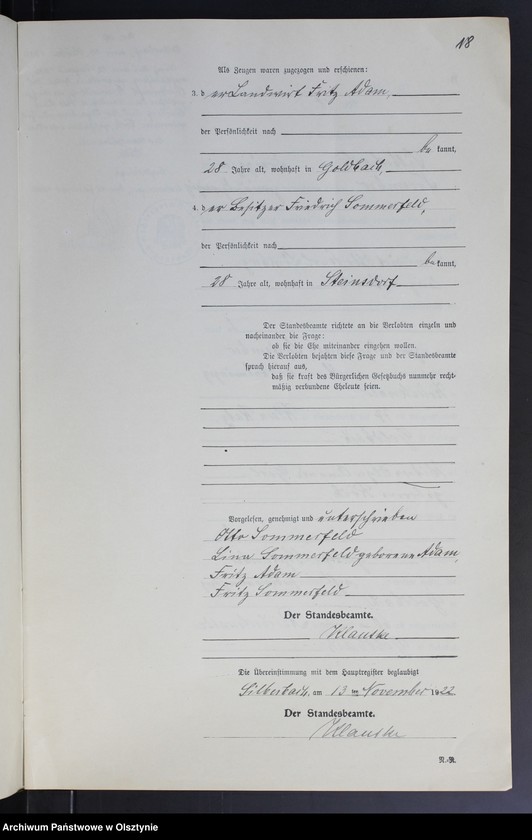 18
Als Zeugen waren zugezogen und erschienen:
3. der Landwirt Fritz Adam,
der Persönlichkeit nach
bekannt,
28 Jahre alt, wohnhaft in Goldbach,
4. der Besitzer Friedrich Sommerfeld,
der Persönlichkeit nach
bekannt,
28 Jahre alt, wohnhaft in Steinsdorf
Der Standesbeamte richtete an die Verlobten einzeln und
nacheinander die Frage:
ob sie die Ehe miteinander eingehen wollen.
Die Verlobten bejahten diese Frage und der Standesbeamte
sprach hierauf aus,
daß sie kraft des Bürgerlichen Gesetzbuchs nunmehr recht-
mäßig verbundene Eheleute seien.
Vorgelesen, genehmigt und unterschrieben
Otto Sommerfeld
Lina Sommerfeld geborene Adam,
Fritz Adam
Fritz Sommerfeld
Der Standesbeamte.
Klauske
Die Übereinstimmung mit dem Hauptregister beglaubigt
Silberbach, am 13 ten November 1922
Der Standesbeamte.
Klauske
N.-R.
Archiwum Państwowe w Olsztynie